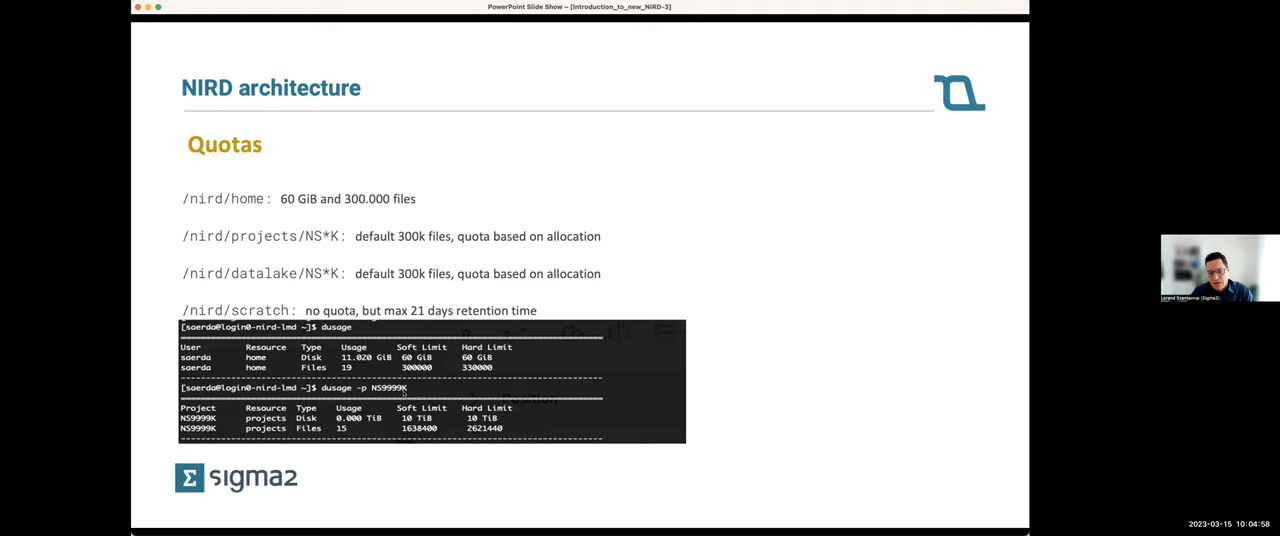 PowerPoint Slide Show – [Introduction_to_new_NIRD-3]
NIRD architecture
Quotas
/nird/home: 60 GiB and 300.000 files
/nird/projects/NS*K: default 300k files, quota based on allocation
/nird/datalake/NS*K: default 300k files, quota based on allocation
/nird/scratch: no quota, but max 21 days retention time
[saerda@login0-nird-lmd ~]$ dusage
User Resource Type Usage Soft Limit Hard Limit
saerda home Disk 11.020 GiB 60 GiB 60 GiB
saerda home Files 19 300000 330000
[saerda@login0-nird-lmd ~]$ dusage -p NS9999K
Position
Project Resource Type Usage Soft Limit Hard Limit
NS9999K projects Disk 0.000 TiB 10 TiB 10 TiB
NS9999K projects Files 15 1638400 2621440
Σ sigma2
Lorand Szentannai (Sigma2)
2023-03-15 10:04:58